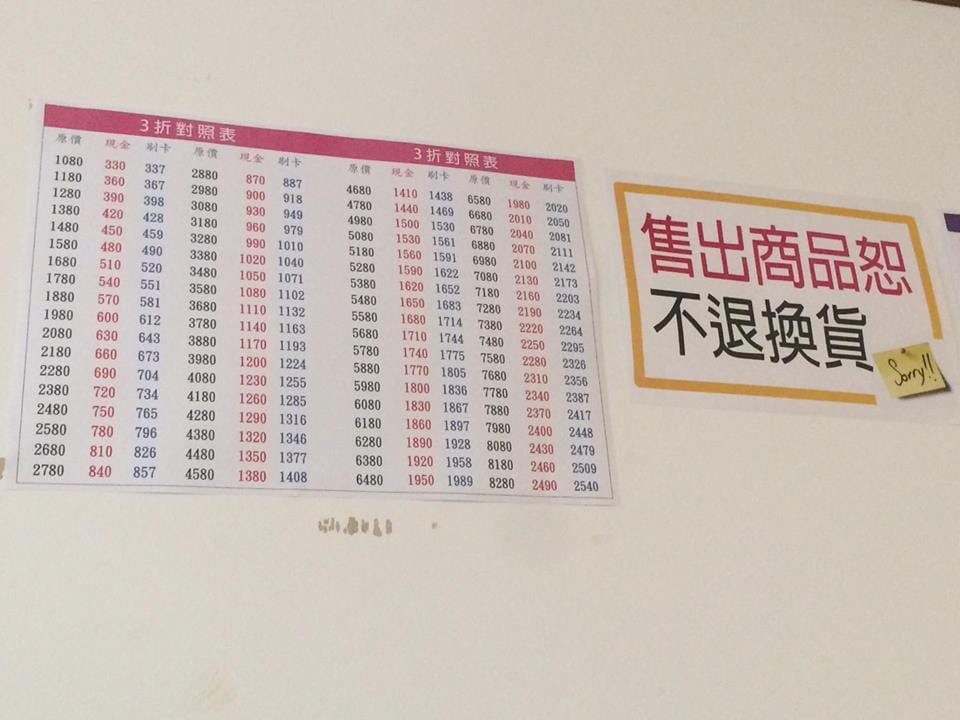 3折對照表
原價 現金 刷卡 原價 現金 刷卡
1080 330 337 2880 870 887
1180 360 367 2980 900 918
1280 390 398 3080 930 949
1380 420 428 3180 960 979
1480 450 459 3280 990 1010
1580 480 490 3380 1020 1040
1680 510 520 3480 1050 1071
1780 540 551 3580 1080 1102
1880 570 581 3680 1110 1132
1980 600 612 3780 1140 1163
2080 630 643 3880 1170 1193
2180 660 673 3980 1200 1224
2280 690 704 4080 1230 1255
2380 720 734 4180 1260 1285
2480 750 765 4280 1290 1316
2580 780 796 4380 1320 1346
2680 810 826 4480 1350 1377
2780 840 857 4580 1380 1408
3折對照表
原價 現金 刷卡 原價 現金 刷卡
4680 1410 1438 6580 1980 2020
4780 1440 1469 6680 2010 2050
4980 1500 1530 6780 2040 2081
5080 1530 1561 6880 2070 2111
5180 1560 1591 6980 2100 2142
5280 1590 1622 7080 2130 2173
5380 1620 1652 7180 2160 2203
5480 1650 1683 7280 2190 2234
5580 1680 1714 7380 2220 2264
5680 1710 1744 7480 2250 2295
5780 1740 1775 7580 2280 2326
5880 1770 1805 7680 2310 2356
5980 1800 1836 7780 2340 2387
6080 1830 1867 7880 2370 2417
6180 1860 1897 7980 2400 2448
6280 1890 1928 8080 2430 2479
6380 1920 1958 8180 2460 2509
6480 1950 1989 8280 2490 2540
售出商品恕
不退換貨
Sorry!!